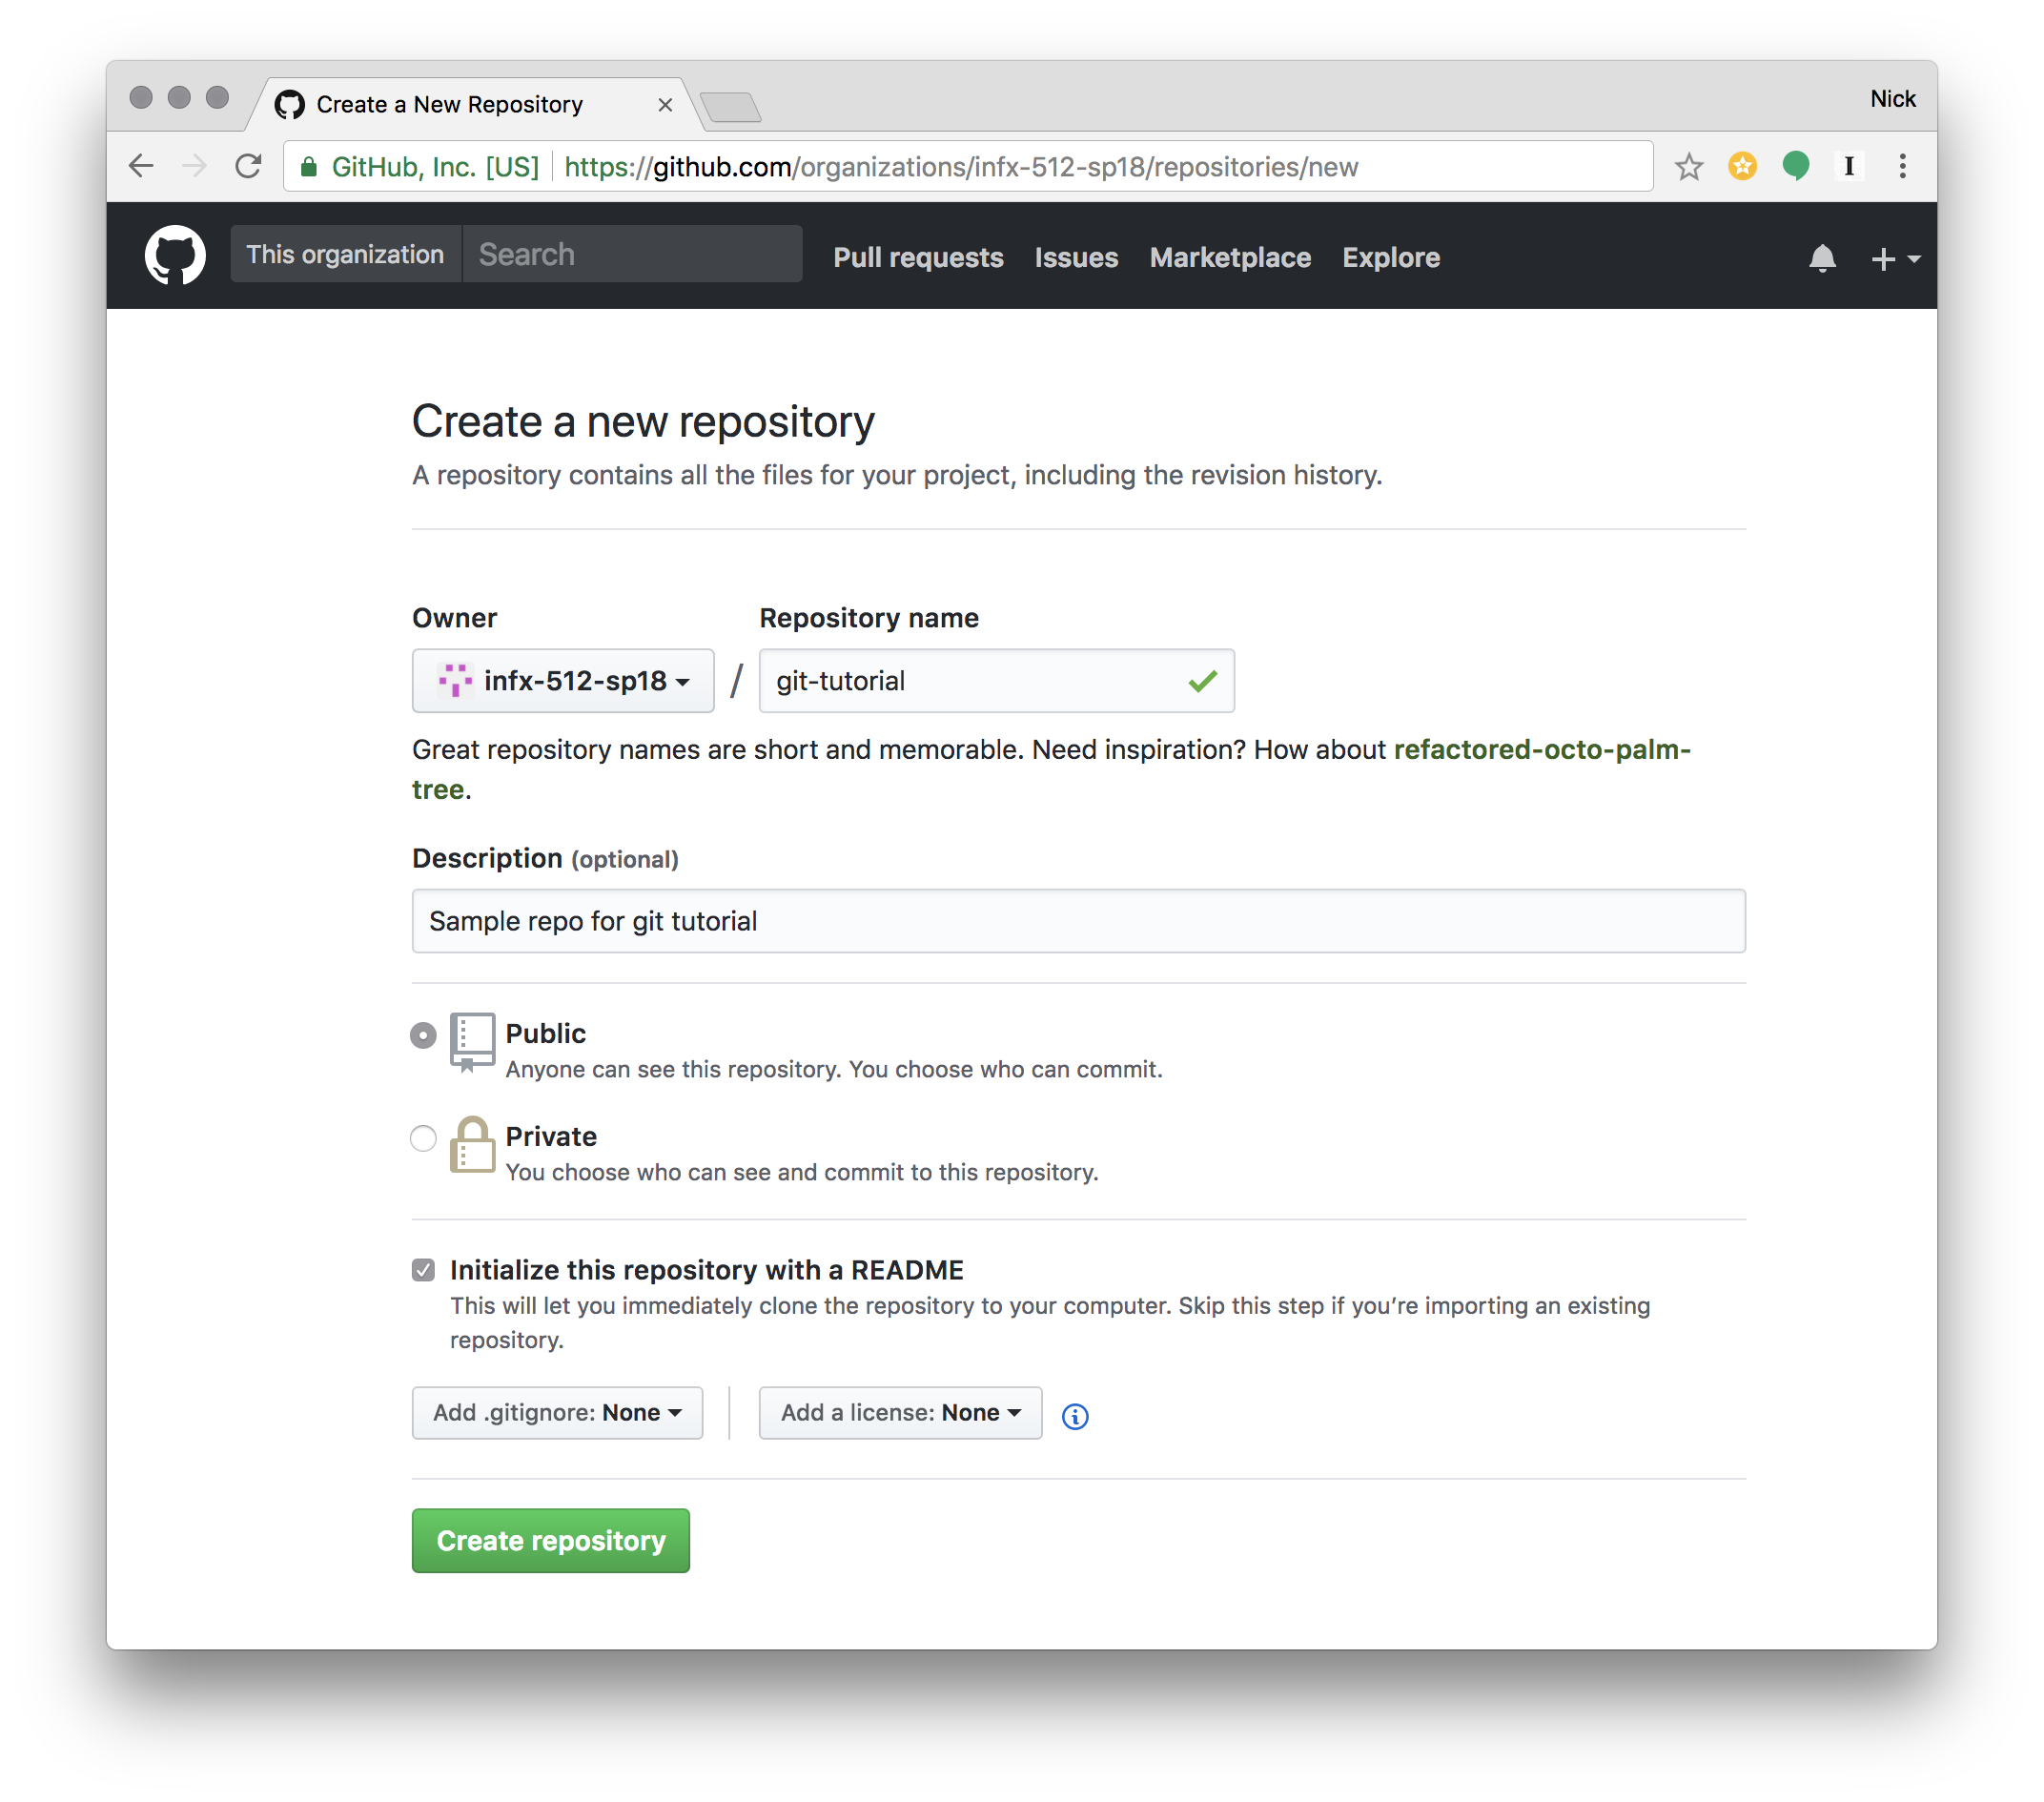 Create a New Repository
Nick
GitHub, Inc. [US] https://github.com/organizations/infx-512-sp18/repositories/new
I
This organization Search Pull requests Issues Marketplace Explore
Create a new repository
A repository contains all the files for your project, including the revision history.
Owner Repository name
infx-512-sp18 / git-tutorial
Great repository names are short and memorable. Need inspiration? How about refactored-octo-palm-
tree.
Description (optional)
Sample repo for git tutorial
Public
Anyone can see this repository. You choose who can commit.
Private
You choose who can see and commit to this repository.
Initialize this repository with a README
This will let you immediately clone the repository to your computer. Skip this step if you’re importing an existing
repository.
Add .gitignore: None Add a license: None
Create repository